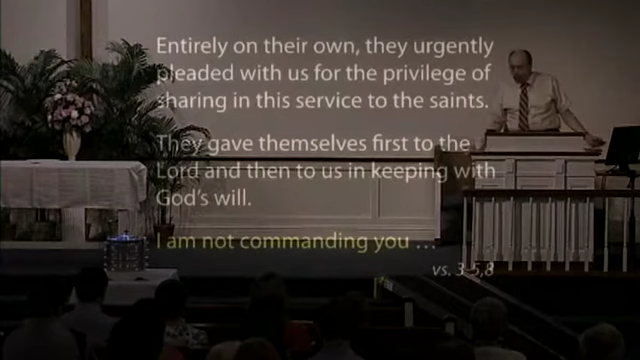 Entirely on their own, they urgently
pleaded with us for the privilege of
sharing in this service to the saints.
They gave themselves first to the
Lord and then to us in keeping with
God's will.
I am not commanding you ...
vs. 3-5,8